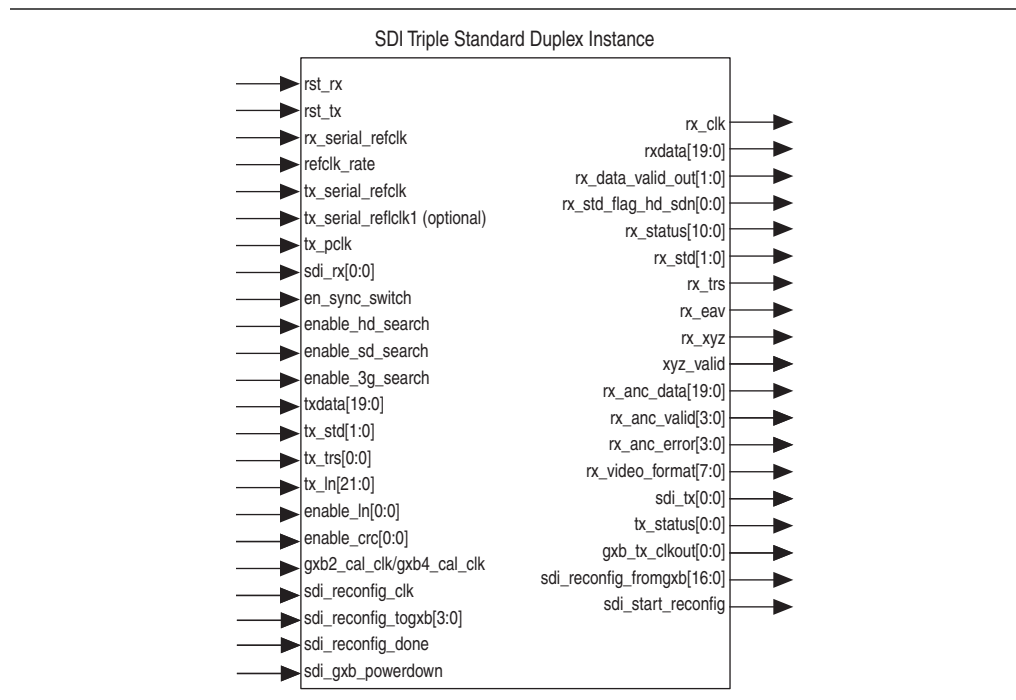 SDI Triple Standard Duplex Instance
rst_rx
rst_tx
rx_serial_refclk
refclk_rate
tx_serial_refclk
tx_serial_reflclk1 (optional)
tx_pclk
sdi_rx[0:0]
en_sync_switch
enable_hd_search
enable_sd_search
enable_3g_search
txdata[19:0]
tx_std[1:0]
tx_trs[0:0]
tx_ln[21:0]
enable_ln[0:0]
enable_crc[0:0]
gxb2_cal_clk/gxb4_cal_clk
sdi_reconfig_clk
sdi_reconfig_togxb[3:0]
sdi_reconfig_done
sdi_gxb_powerdown
rx_clk
rxdata[19:0]
rx_data_valid_out[1:0]
rx_std_flag_hd_sdn[0:0]
rx_status[10:0]
rx_std[1:0]
rx_trs
rx_eav
rx_xyz
xyz_valid
rx_anc_data[19:0]
rx_anc_valid[3:0]
rx_anc_error[3:0]
rx_video_format[7:0]
sdi_tx[0:0]
tx_status[0:0]
gxb_tx_clkout[0:0]
sdi_reconfig_fromgxb[16:0]
sdi_start_reconfig